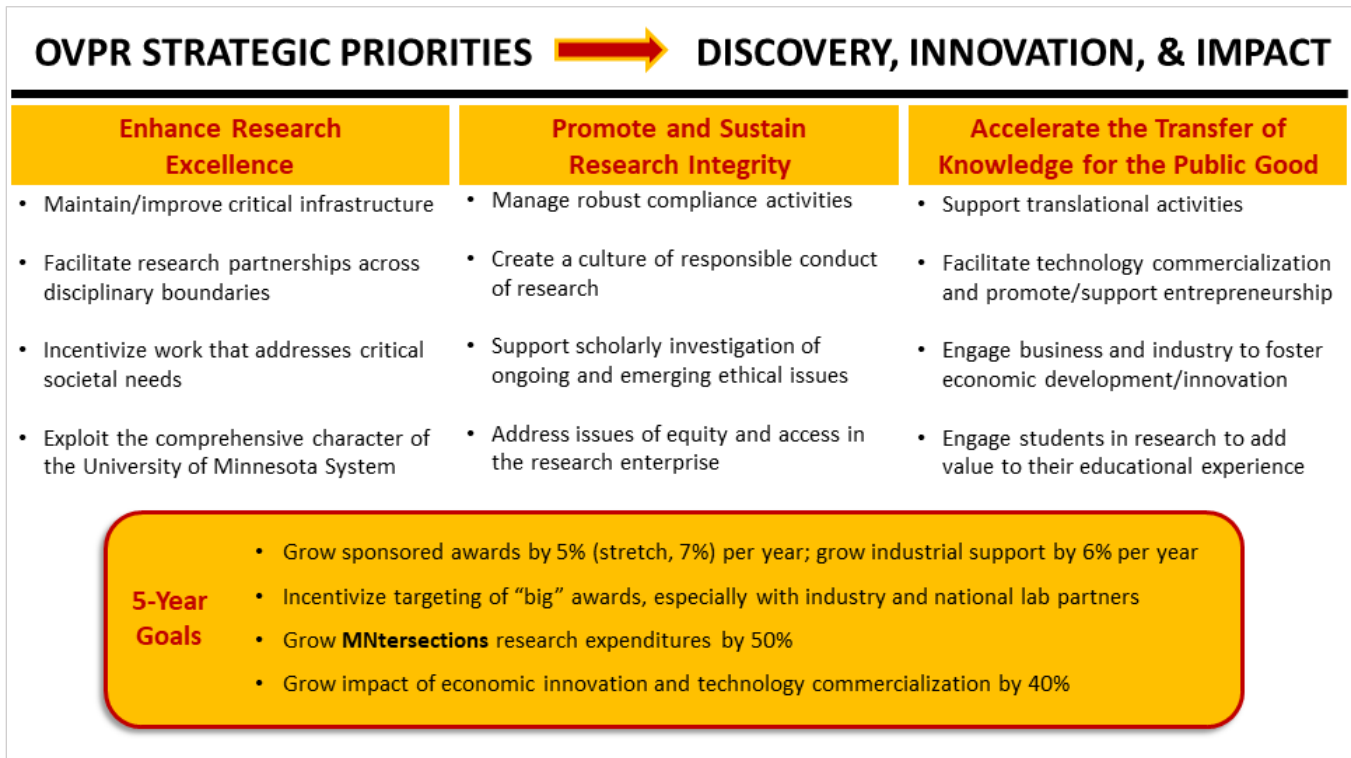 OVPR STRATEGIC PRIORITIES DISCOVERY, INNOVATION, & IMPACT
Enhance Research
Excellence
• Maintain/improve critical infrastructure
• Facilitate research partnerships across
disciplinary boundaries
• Incentivize work that addresses critical
societal needs
• Exploit the comprehensive character of
the University of Minnesota System
Promote and Sustain
Research Integrity
• Manage robust compliance activities
• Create a culture of responsible conduct
of research
• Support scholarly investigation of
ongoing and emerging ethical issues
• Address issues of equity and access in
the research enterprise
Accelerate the Transfer of
Knowledge for the Public Good
• Support translational activities
• Facilitate technology commercialization
and promote/support entrepreneurship
• Engage business and industry to foster
economic development/innovation
• Engage students in research to add
value to their educational experience
5-Year
Goals
• Grow sponsored awards by 5% (stretch, 7%) per year; grow industrial support by 6% per year
• Incentivize targeting of “big” awards, especially with industry and national lab partners
• Grow MNtersections research expenditures by 50%
• Grow impact of economic innovation and technology commercialization by 40%